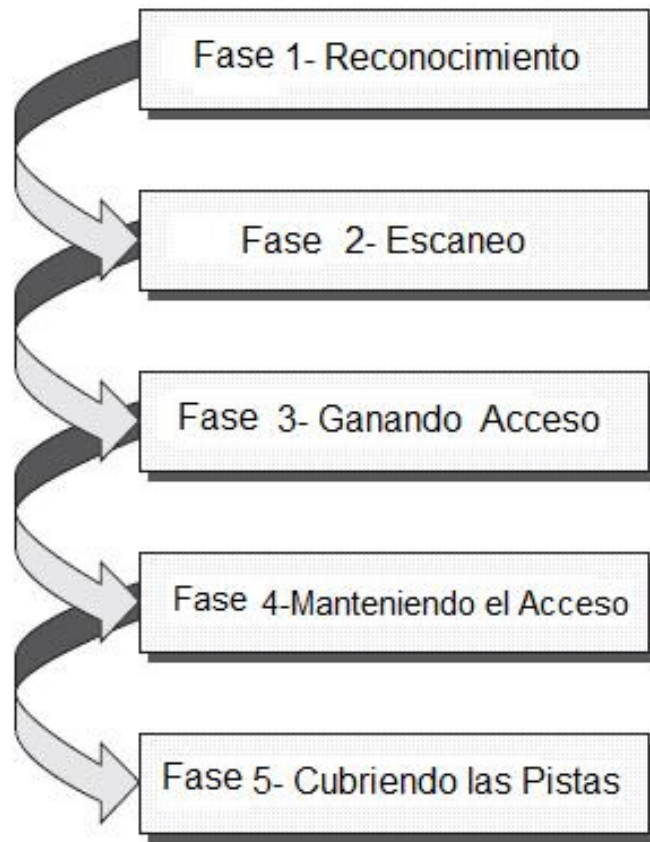 Fase 1- Reconocimiento
Fase 2- Escaneo
Fase 3- Ganando Acceso
Fase 4-Manteniendo el Acceso
Fase 5- Cubriendo las Pistas